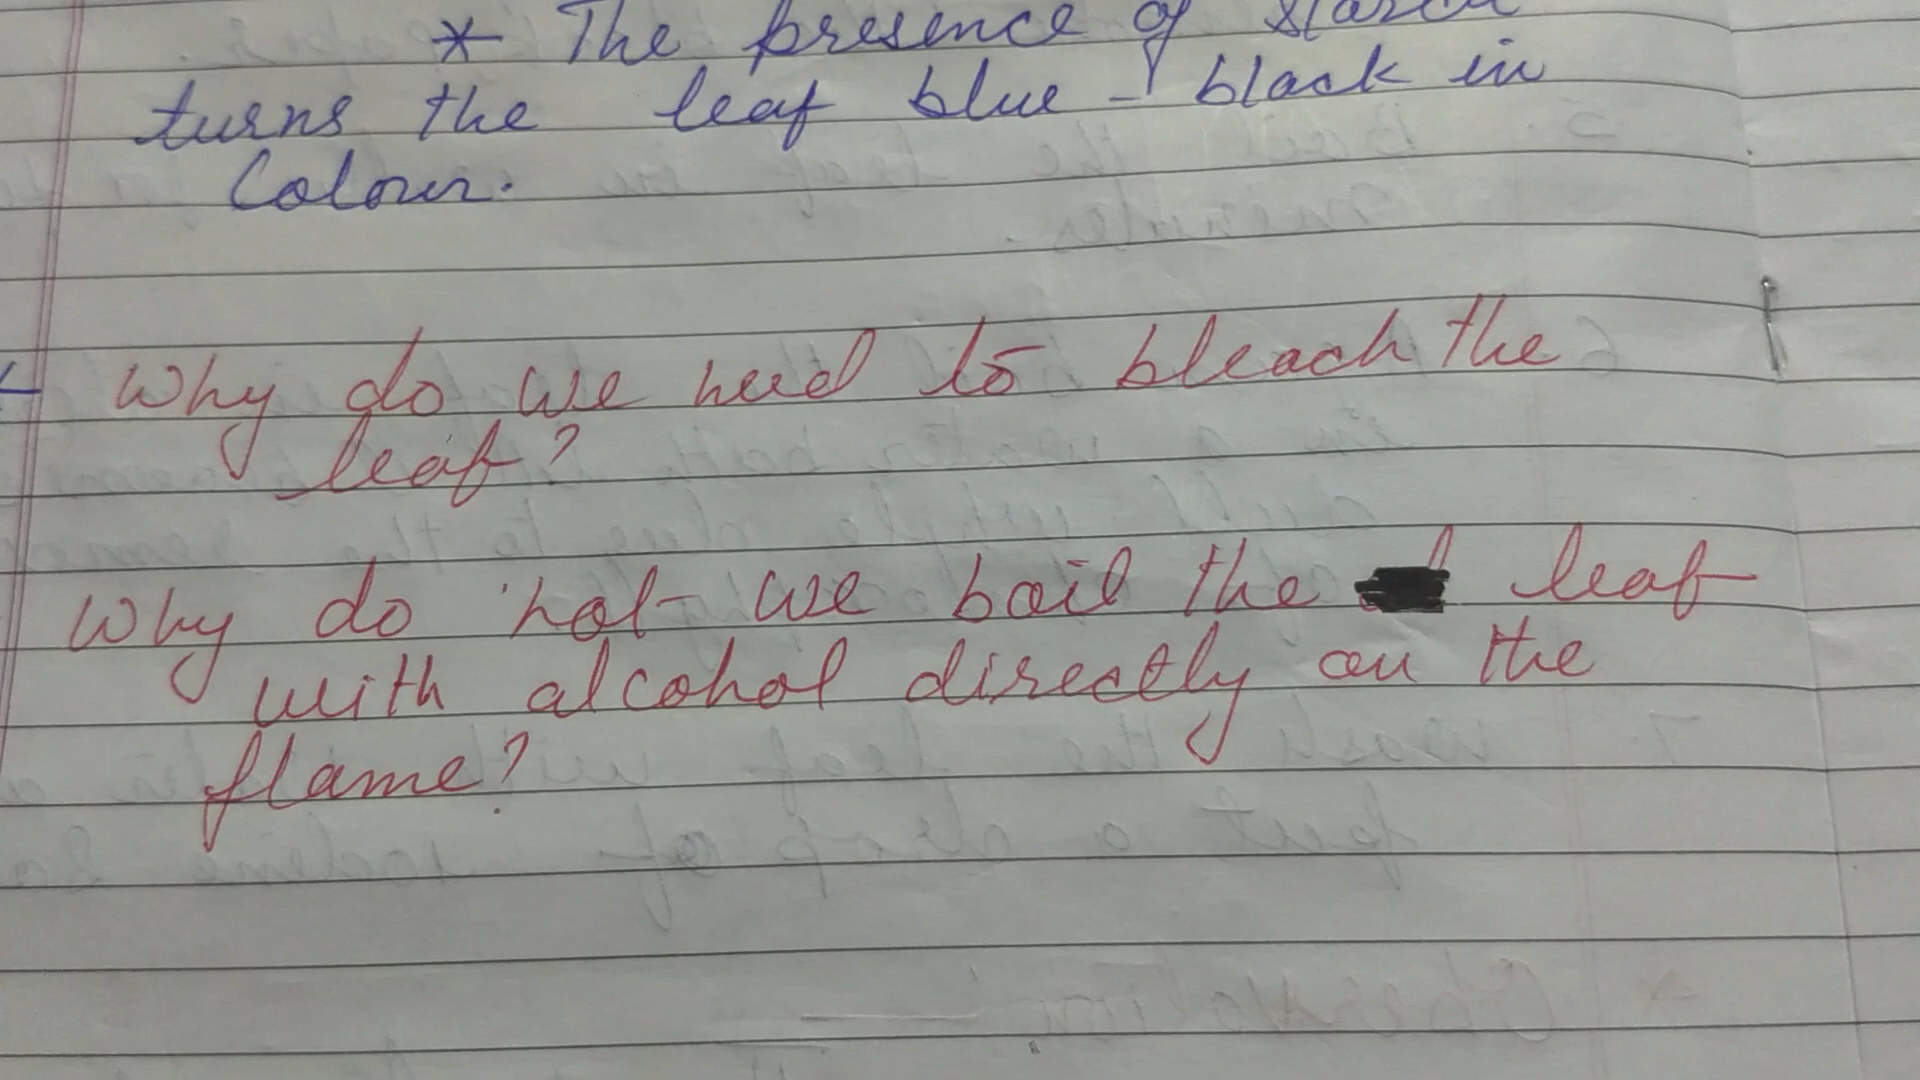 * The presence of starch
turns the leaf blue - black in
Colour.
Why do we need to bleach the
leaf?
Why do not we boil the leaf
with alcohol directly on the
flame?